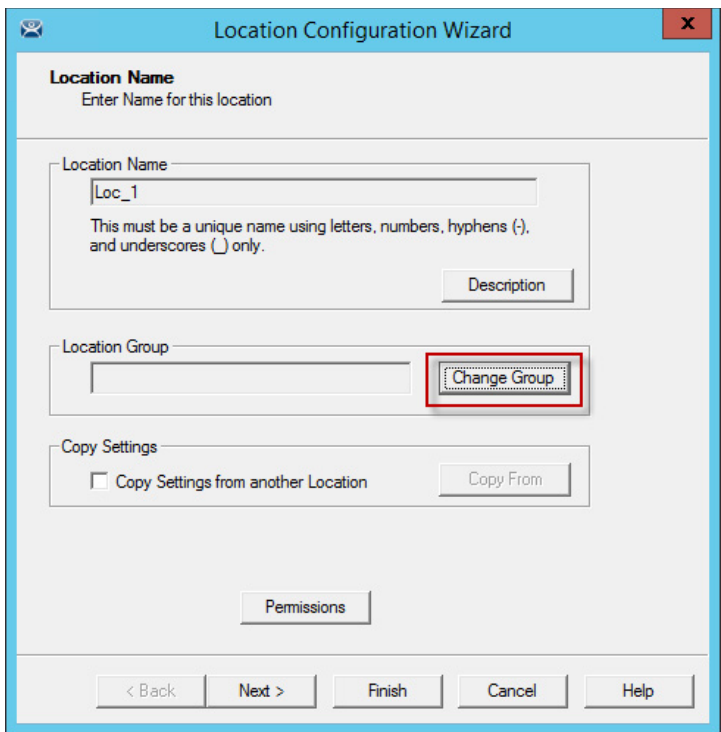 Location Configuration Wizard
x
Location Name
Enter Name for this location
Location Name
Loc_1
This must be a unique name using letters, numbers, hyphens (-),
and underscores (_) only.
Description
Location Group
Change Group
Copy Settings
Copy Settings from another Location
Copy From
Permissions
< Back
Next >
Finish
Cancel
Help